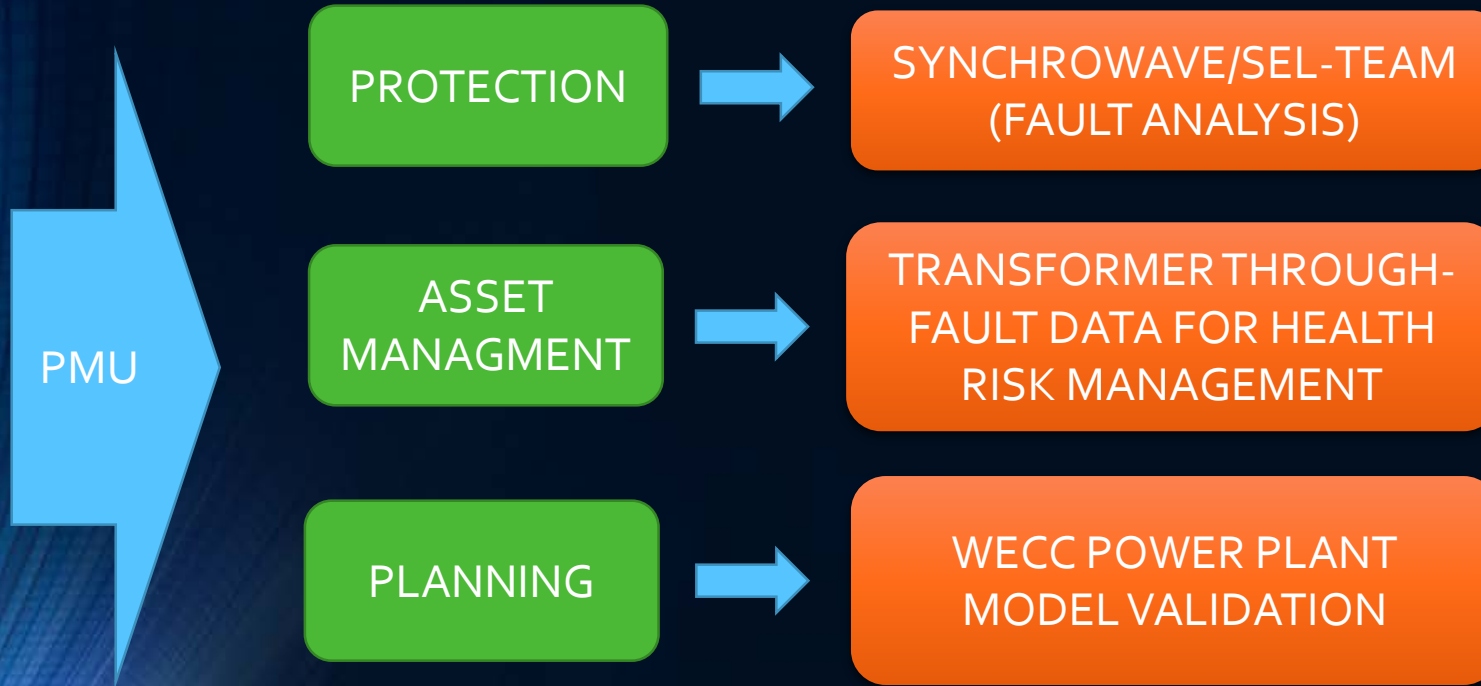 PMU
PROTECTION
SYNCHROWAVE/SEL-TEAM
(FAULT ANALYSIS)
ASSET
MANAGMENT
TRANSFORMER THROUGH-
FAULT DATA FOR HEALTH
RISK MANAGEMENT
PLANNING
WECC POWER PLANT
MODEL VALIDATION